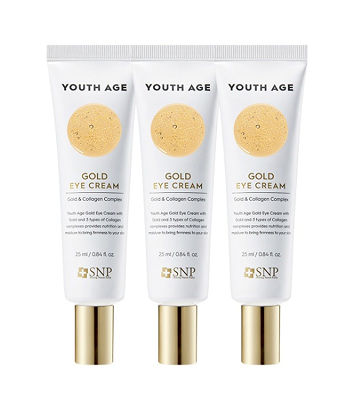 YOUTH AGE
GOLD
EYE CREAM
Gold & Collagen Complex
Youth Age Gold Eye Cream with
Gold and 3 types of Collagen
complexes provides nutrition and
moisture to bring firmness to your skin
25 ml / 0.84 fl. oz.
SNP
YOUTH AGE
GOLD
EYE CREAM
Gold & Collagen Complex
Youth Age Gold Eye Cream with
Gold and 3 types of Collagen
complexes provides nutrition and
moisture to bring firmness to your skin
25 ml / 0.84 fl. oz.
SNP
YOUTH AGE
GOLD
EYE CREAM
Gold & Collagen Complex
Youth Age Gold Eye Cream with
Gold and 3 types of Collagen
complexes provides nutrition and
moisture to bring firmness to your skin
25 ml / 0.84 fl. oz.
SNP